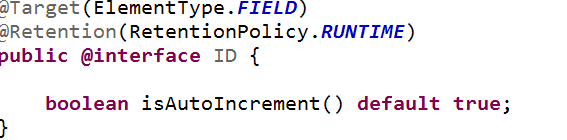 @Target(ElementType.FIELD)
@Retention(RetentionPolicy.RUNTIME)
public @interface ID {
boolean isAutoIncrement() default true;
}